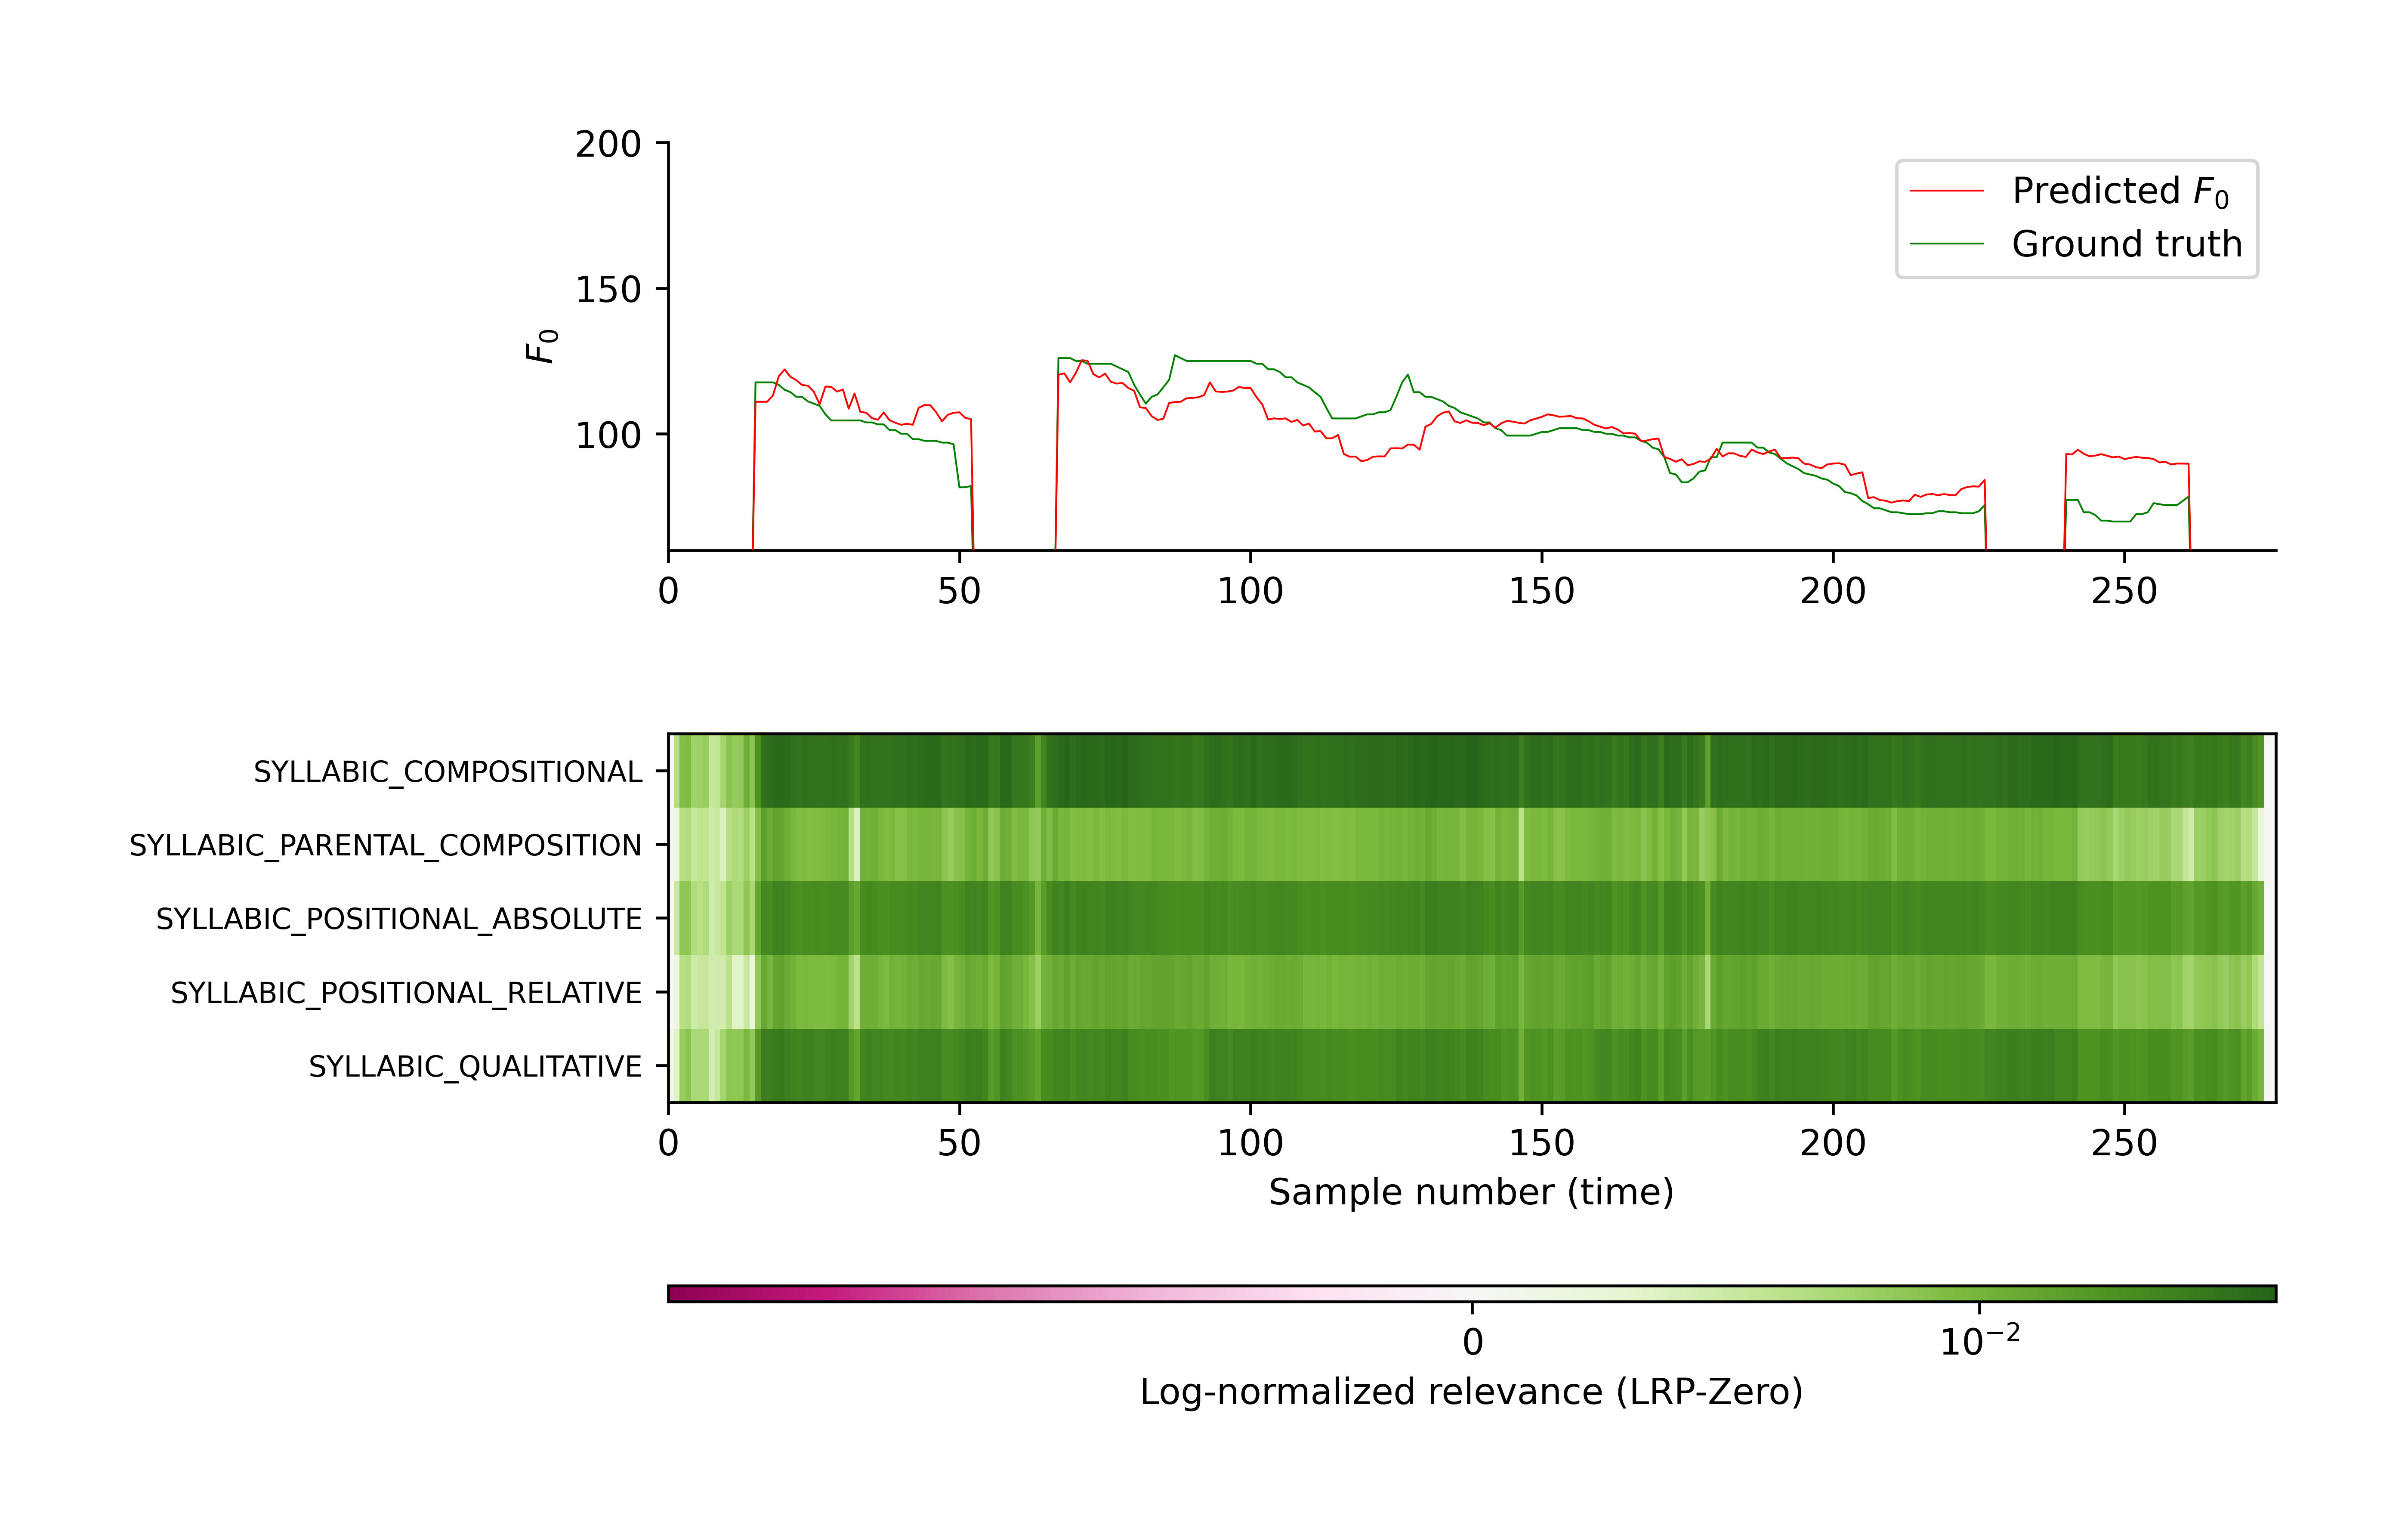 200
150
100
F₀
Predicted F₀
Ground truth
0 50 100 150 200 250
SYLLABIC_COMPOSITIONAL
SYLLABIC_PARENTAL_COMPOSITION
SYLLABIC_POSITIONAL_ABSOLUTE
SYLLABIC_POSITIONAL_RELATIVE
SYLLABIC_QUALITATIVE
0 50 100 150 200 250
Sample number (time)
0 10⁻²
Log-normalized relevance (LRP-Zero)